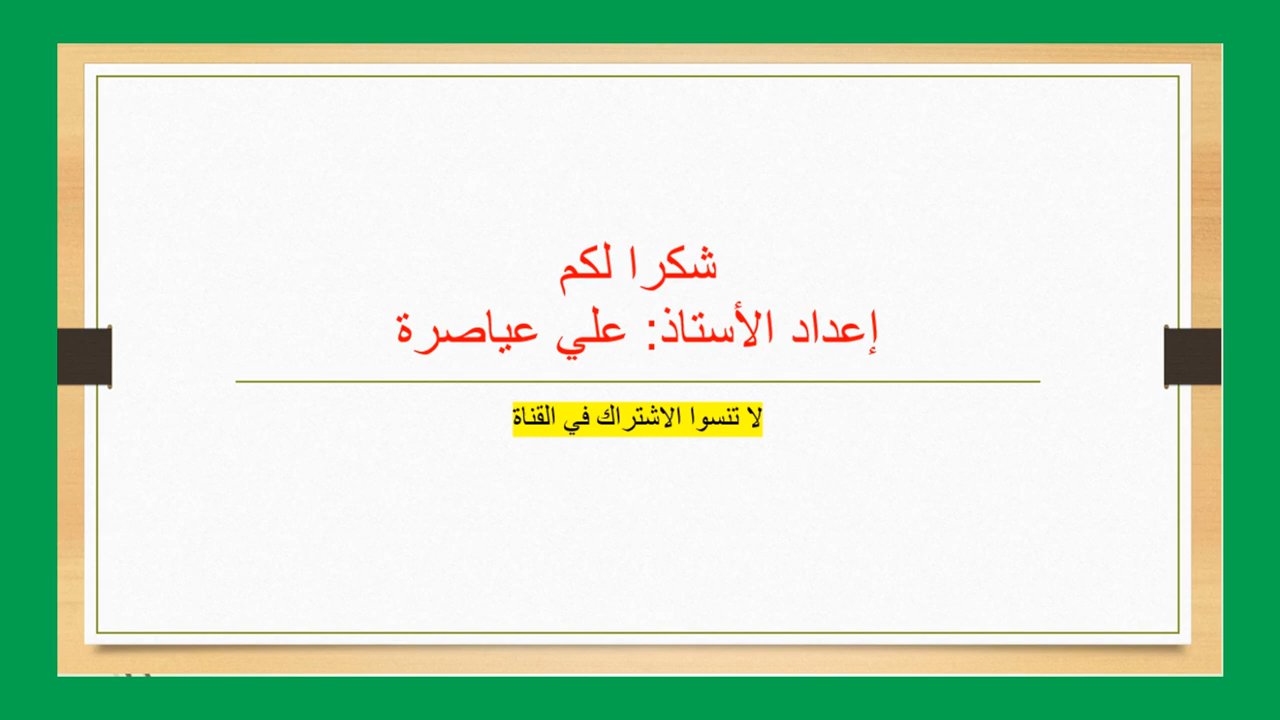 شكرا لكم
إعداد الأستاذ: علي عياصرة
لا تنسوا الاشتراك في القناة